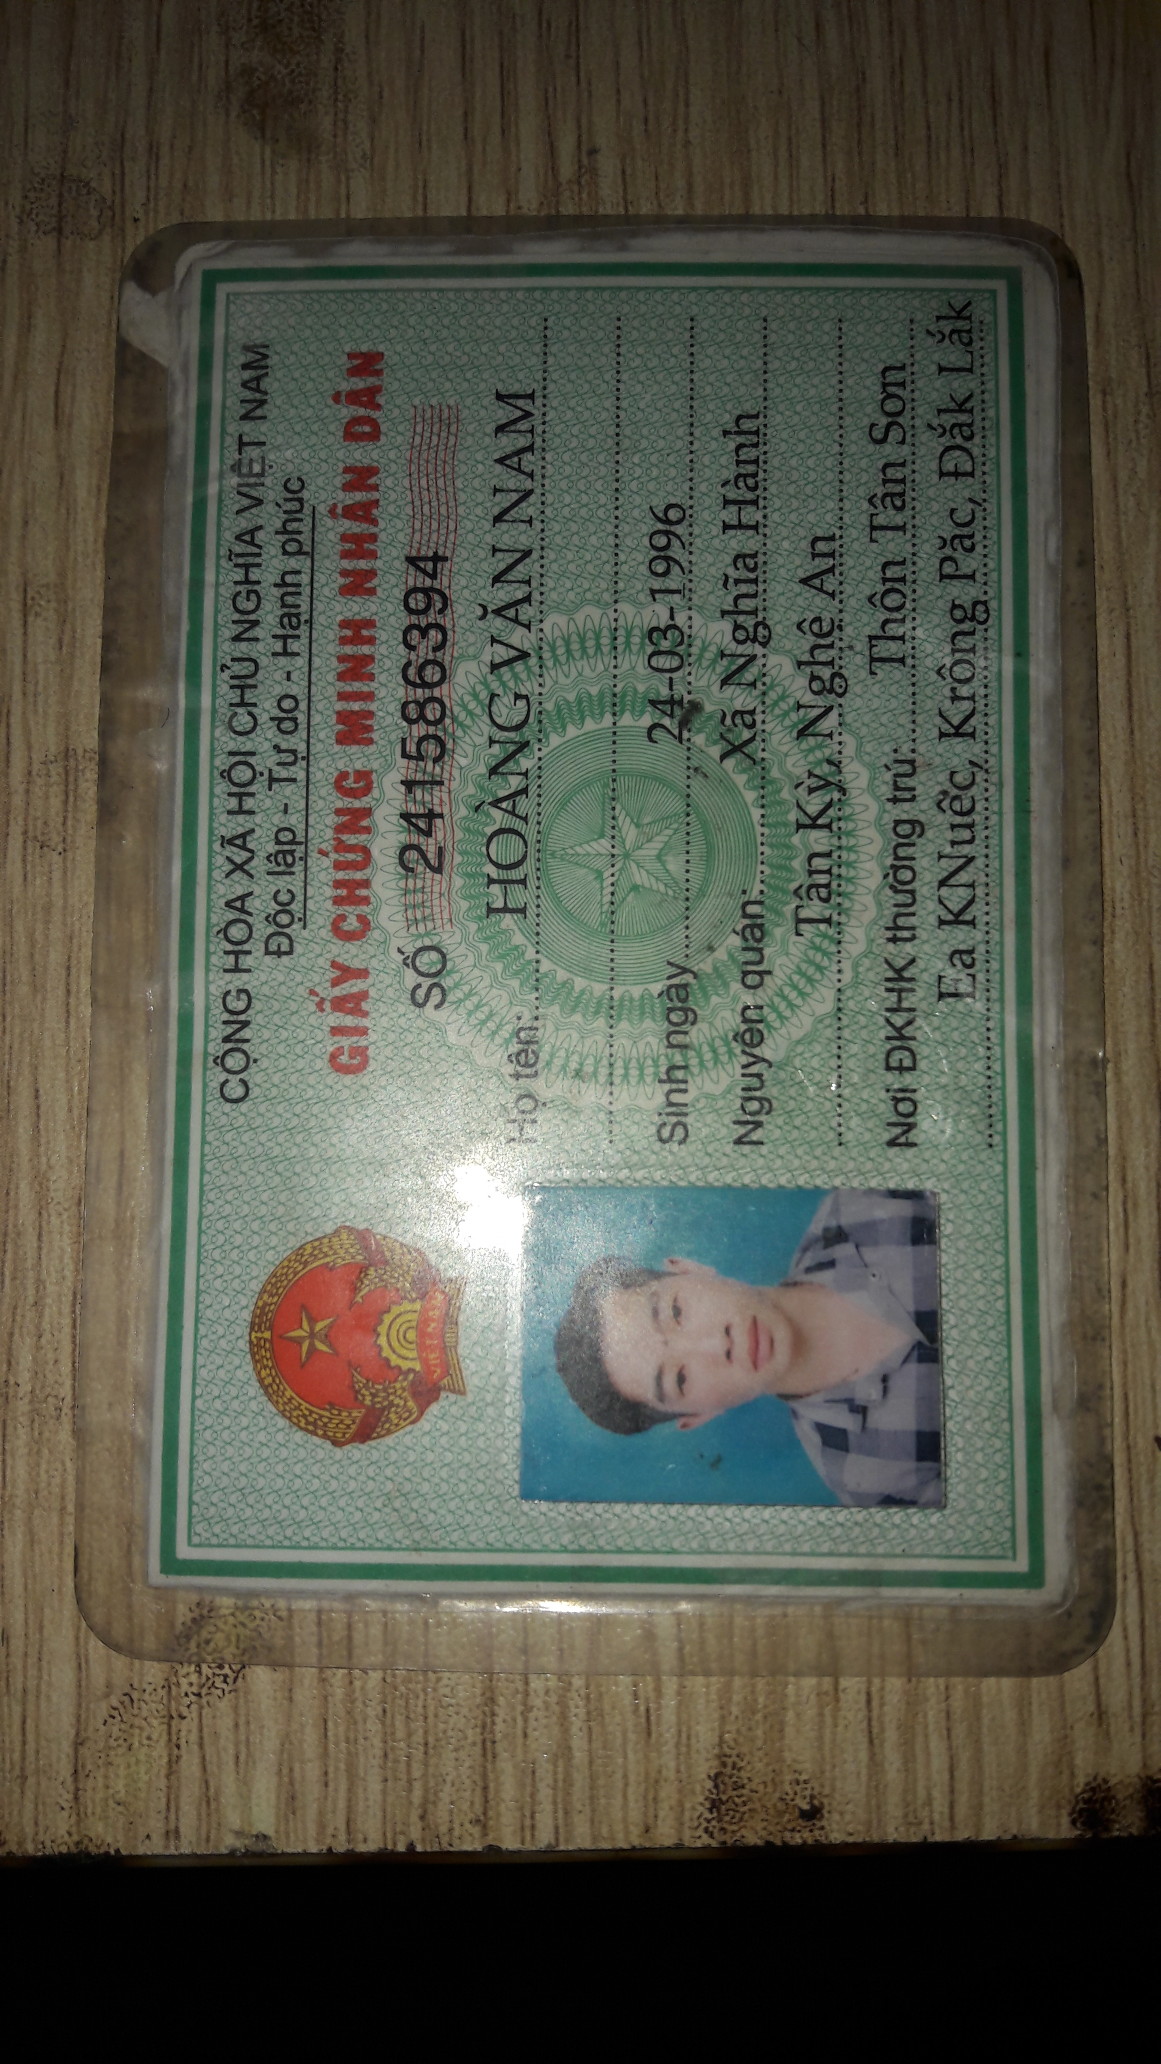 CỘNG HÒA XÃ HỘI CHỦ NGHĨA VIỆT NAM
Độc lập - Tự do - Hạnh phúc
GIẤY CHỨNG MINH NHÂN DÂN
SỐ 241586394
Họ tên: HOÀNG VĂN NAM
Sinh ngày 24-03-1996
Nguyên quán: Xã Nghĩa Hành
Tân Kỳ, Nghệ An
Nơi ĐKHK thường trú: Thôn Tân Sơn
Ea KNuếc, Krông Păc, Đắk Lắk
VIỆT NAM